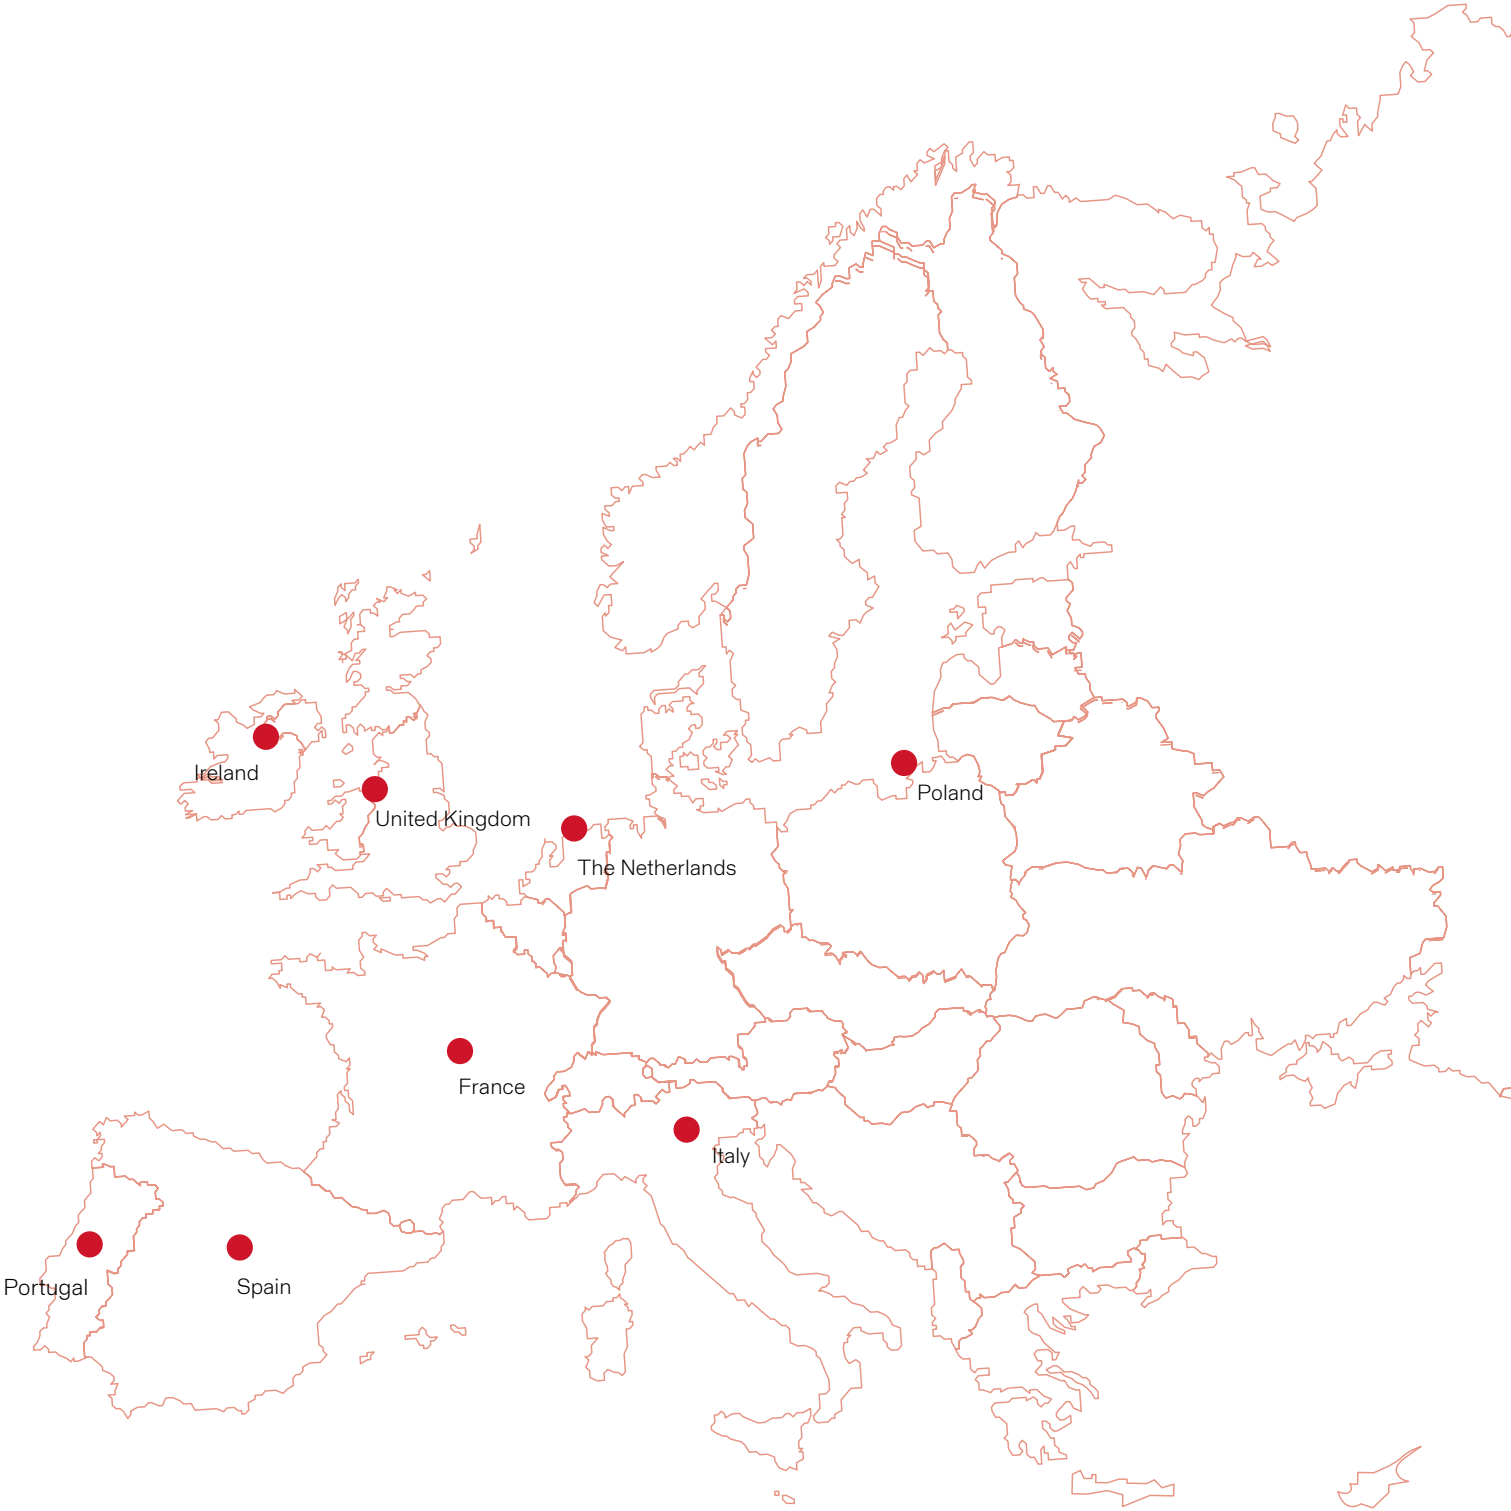 Ireland
Poland
United Kingdom
The Netherlands
France
Italy
Portugal
Spain